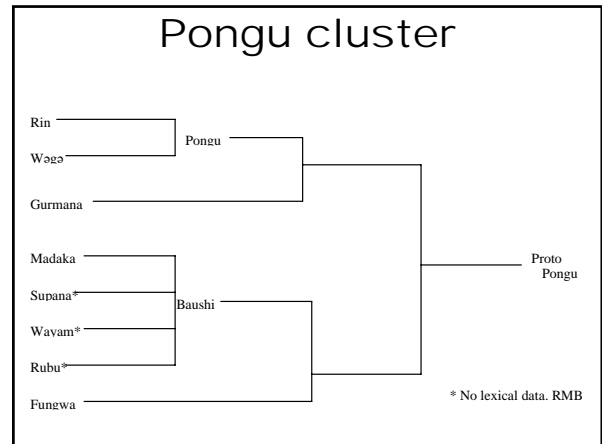 Pongu cluster
Rin
Pongu
Wəgə
Gurmana
Madaka
Proto
Pongu
Supana*
Baushi
Wayam*
Rubu*
* No lexical data. RMB
Fungwa